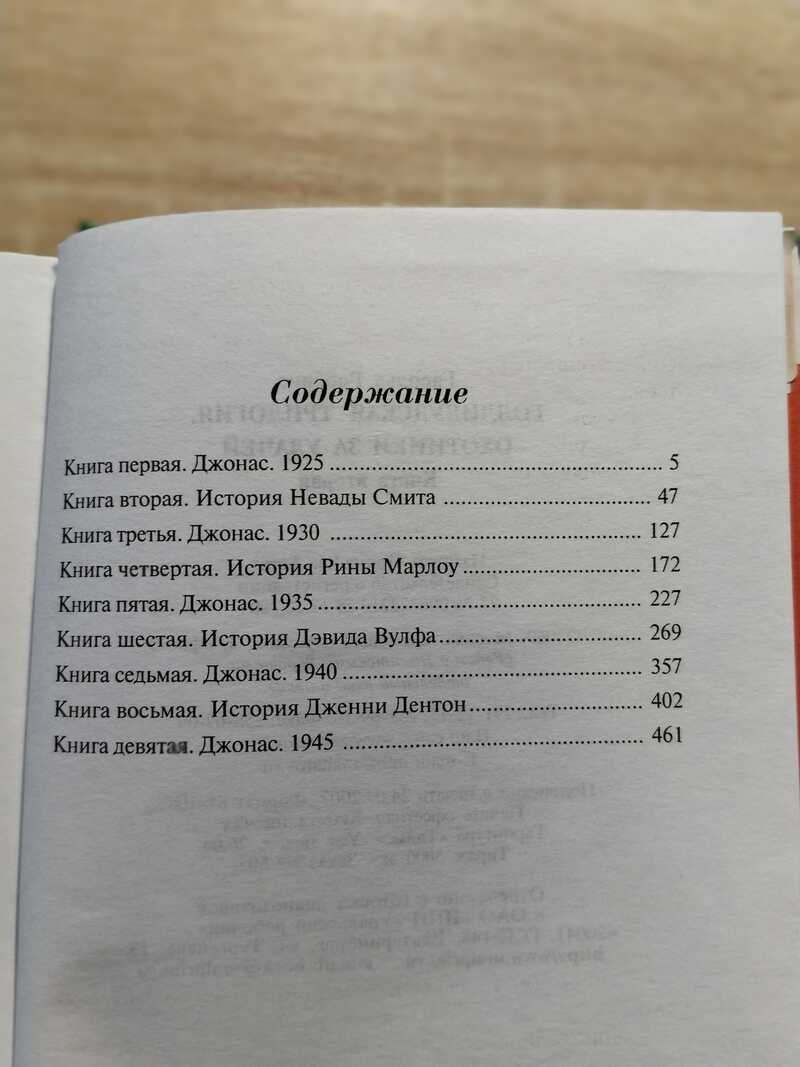 Содержание
Книга первая. Джонас. 1925 ........ 5
Книга вторая. История Невады Смита ........ 47
Книга третья. Джонас. 1930 ........ 127
Книга четвертая. История Рины Марлоу ........ 172
Книга пятая. Джонас. 1935 ........ 227
Книга шестая. История Дэвида Вулфа ........ 269
Книга седьмая. Джонас. 1940 ........ 357
Книга восьмая. История Дженни Дентон ........ 402
Книга девятая. Джонас. 1945 ........ 461